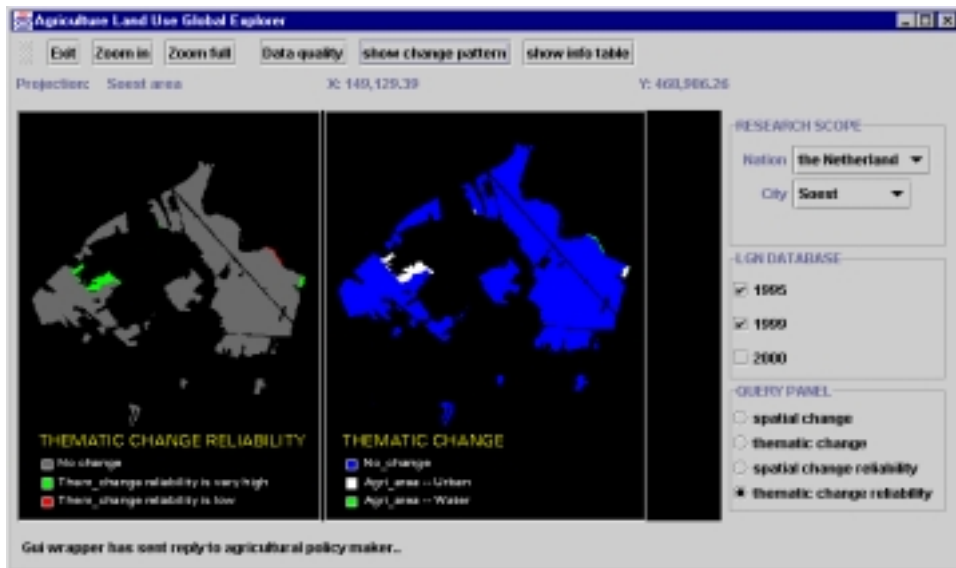 Agriculture Land Use Global Explorer
Exit Zoom in Zoom full Data quality show change pattern show info table
Projection: Soest area X: 149,129.39 Y: 460,986.26
RESEARCH SCOPE
Nation the Netherland
City Soest
LGN DATABASE
1995
1999
2000
QUERY PANEL
spatial change
thematic change
spatial change reliability
thematic change reliability
THEMATIC CHANGE RELIABILITY
No change
Them_change reliability is very high
Them_change reliability is low
THEMATIC CHANGE
No_change
Agri_area -- Urban
Agri_area -- Water
Gui wrapper has sent reply to agricultural policy maker..